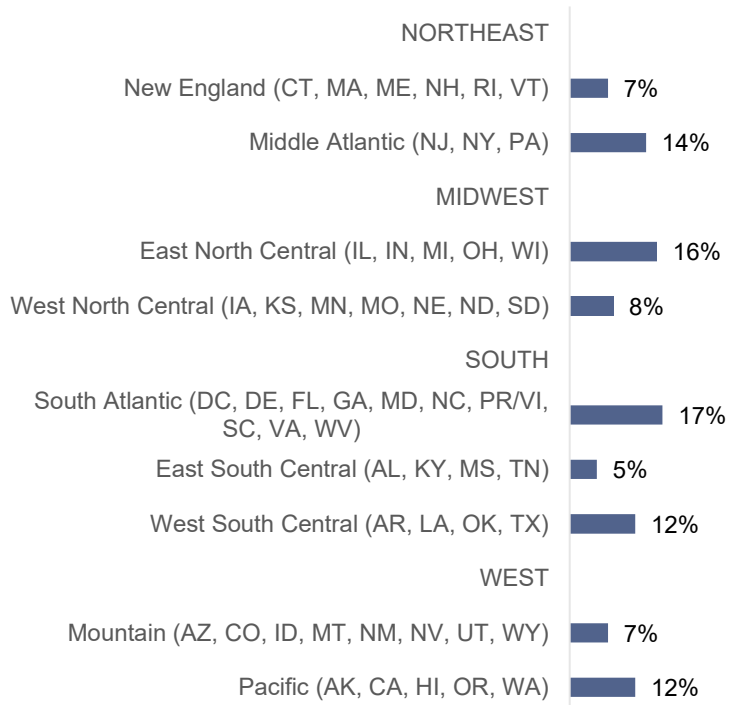 NORTHEAST
New England (CT, MA, ME, NH, RI, VT) 7%
Middle Atlantic (NJ, NY, PA) 14%
MIDWEST
East North Central (IL, IN, MI, OH, WI) 16%
West North Central (IA, KS, MN, MO, NE, ND, SD) 8%
SOUTH
South Atlantic (DC, DE, FL, GA, MD, NC, PR/VI,
SC, VA, WV) 17%
East South Central (AL, KY, MS, TN) 5%
West South Central (AR, LA, OK, TX) 12%
WEST
Mountain (AZ, CO, ID, MT, NM, NV, UT, WY) 7%
Pacific (AK, CA, HI, OR, WA) 12%